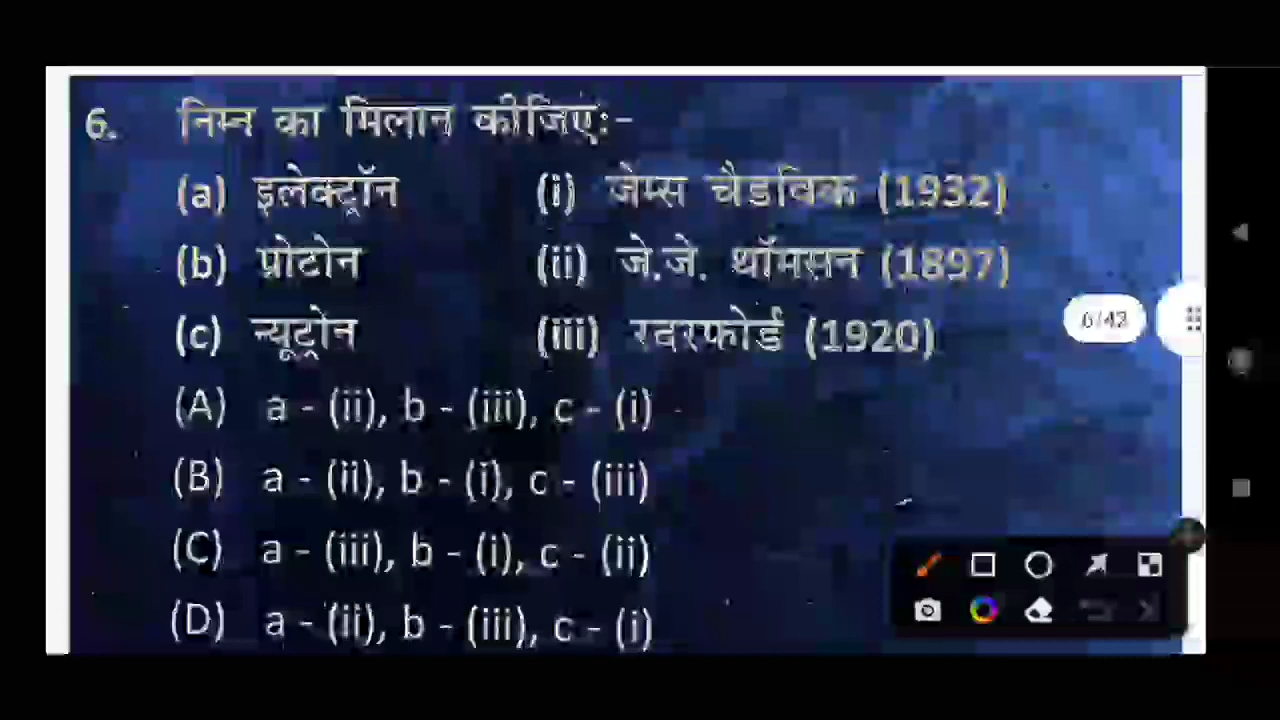 6. निम्न का मिलान कीजिएः-
(a) इलेक्ट्रॉन (i) जेम्स चैडविक (1932)
(b) प्रोटोन (ii) जे.जे. थॉमसन (1897)
(c) न्यूट्रोन (iii) रदरफोर्ड (1920)
6/42
(A) a - (ii), b - (iii), c - (i)
(B) a - (ii), b - (i), c - (iii)
(C) a - (iii), b - (i), c - (ii)
(D) a - (ii), b - (iii), c - (i)